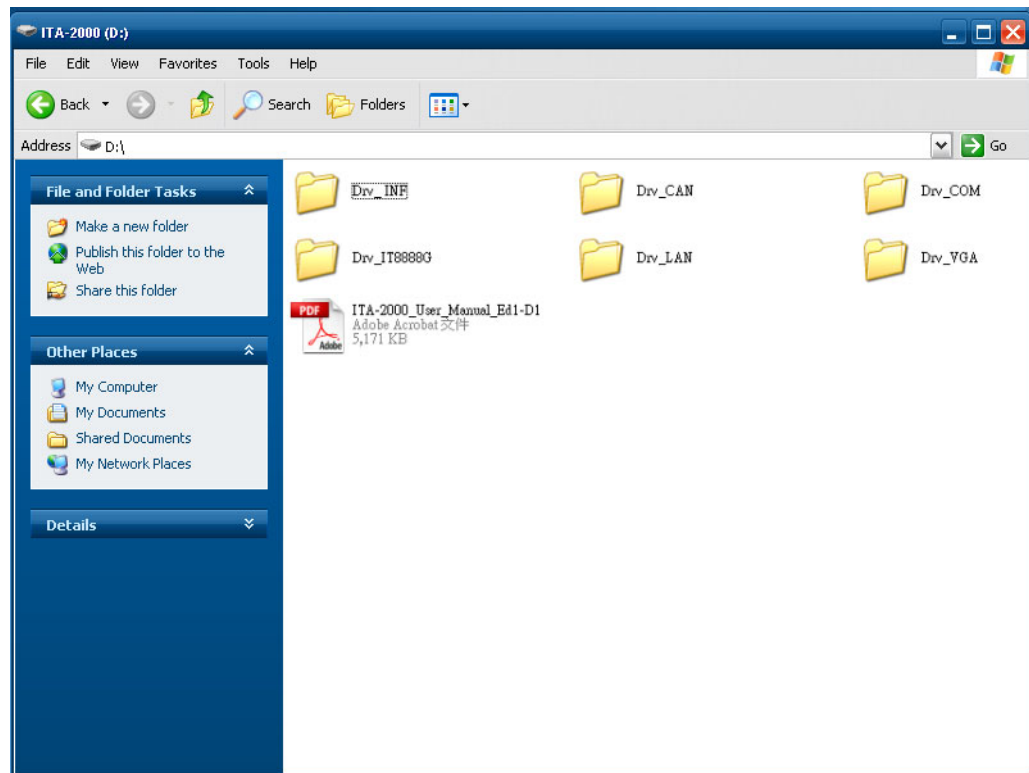 ITA-2000 (D:)
File Edit View Favorites Tools Help
Back Search Folders
Address D:\ Go
File and Folder Tasks
Make a new folder
Publish this folder to the
Web
Share this folder
Other Places
My Computer
My Documents
Shared Documents
My Network Places
Details
Drv_INF Drv_CAN Drv_COM
Drv_IT8888G Drv_LAN Drv_VGA
PDF
Adobe
ITA-2000_User_Manual_Ed1-D1
Adobe Acrobat 文件
5,171 KB